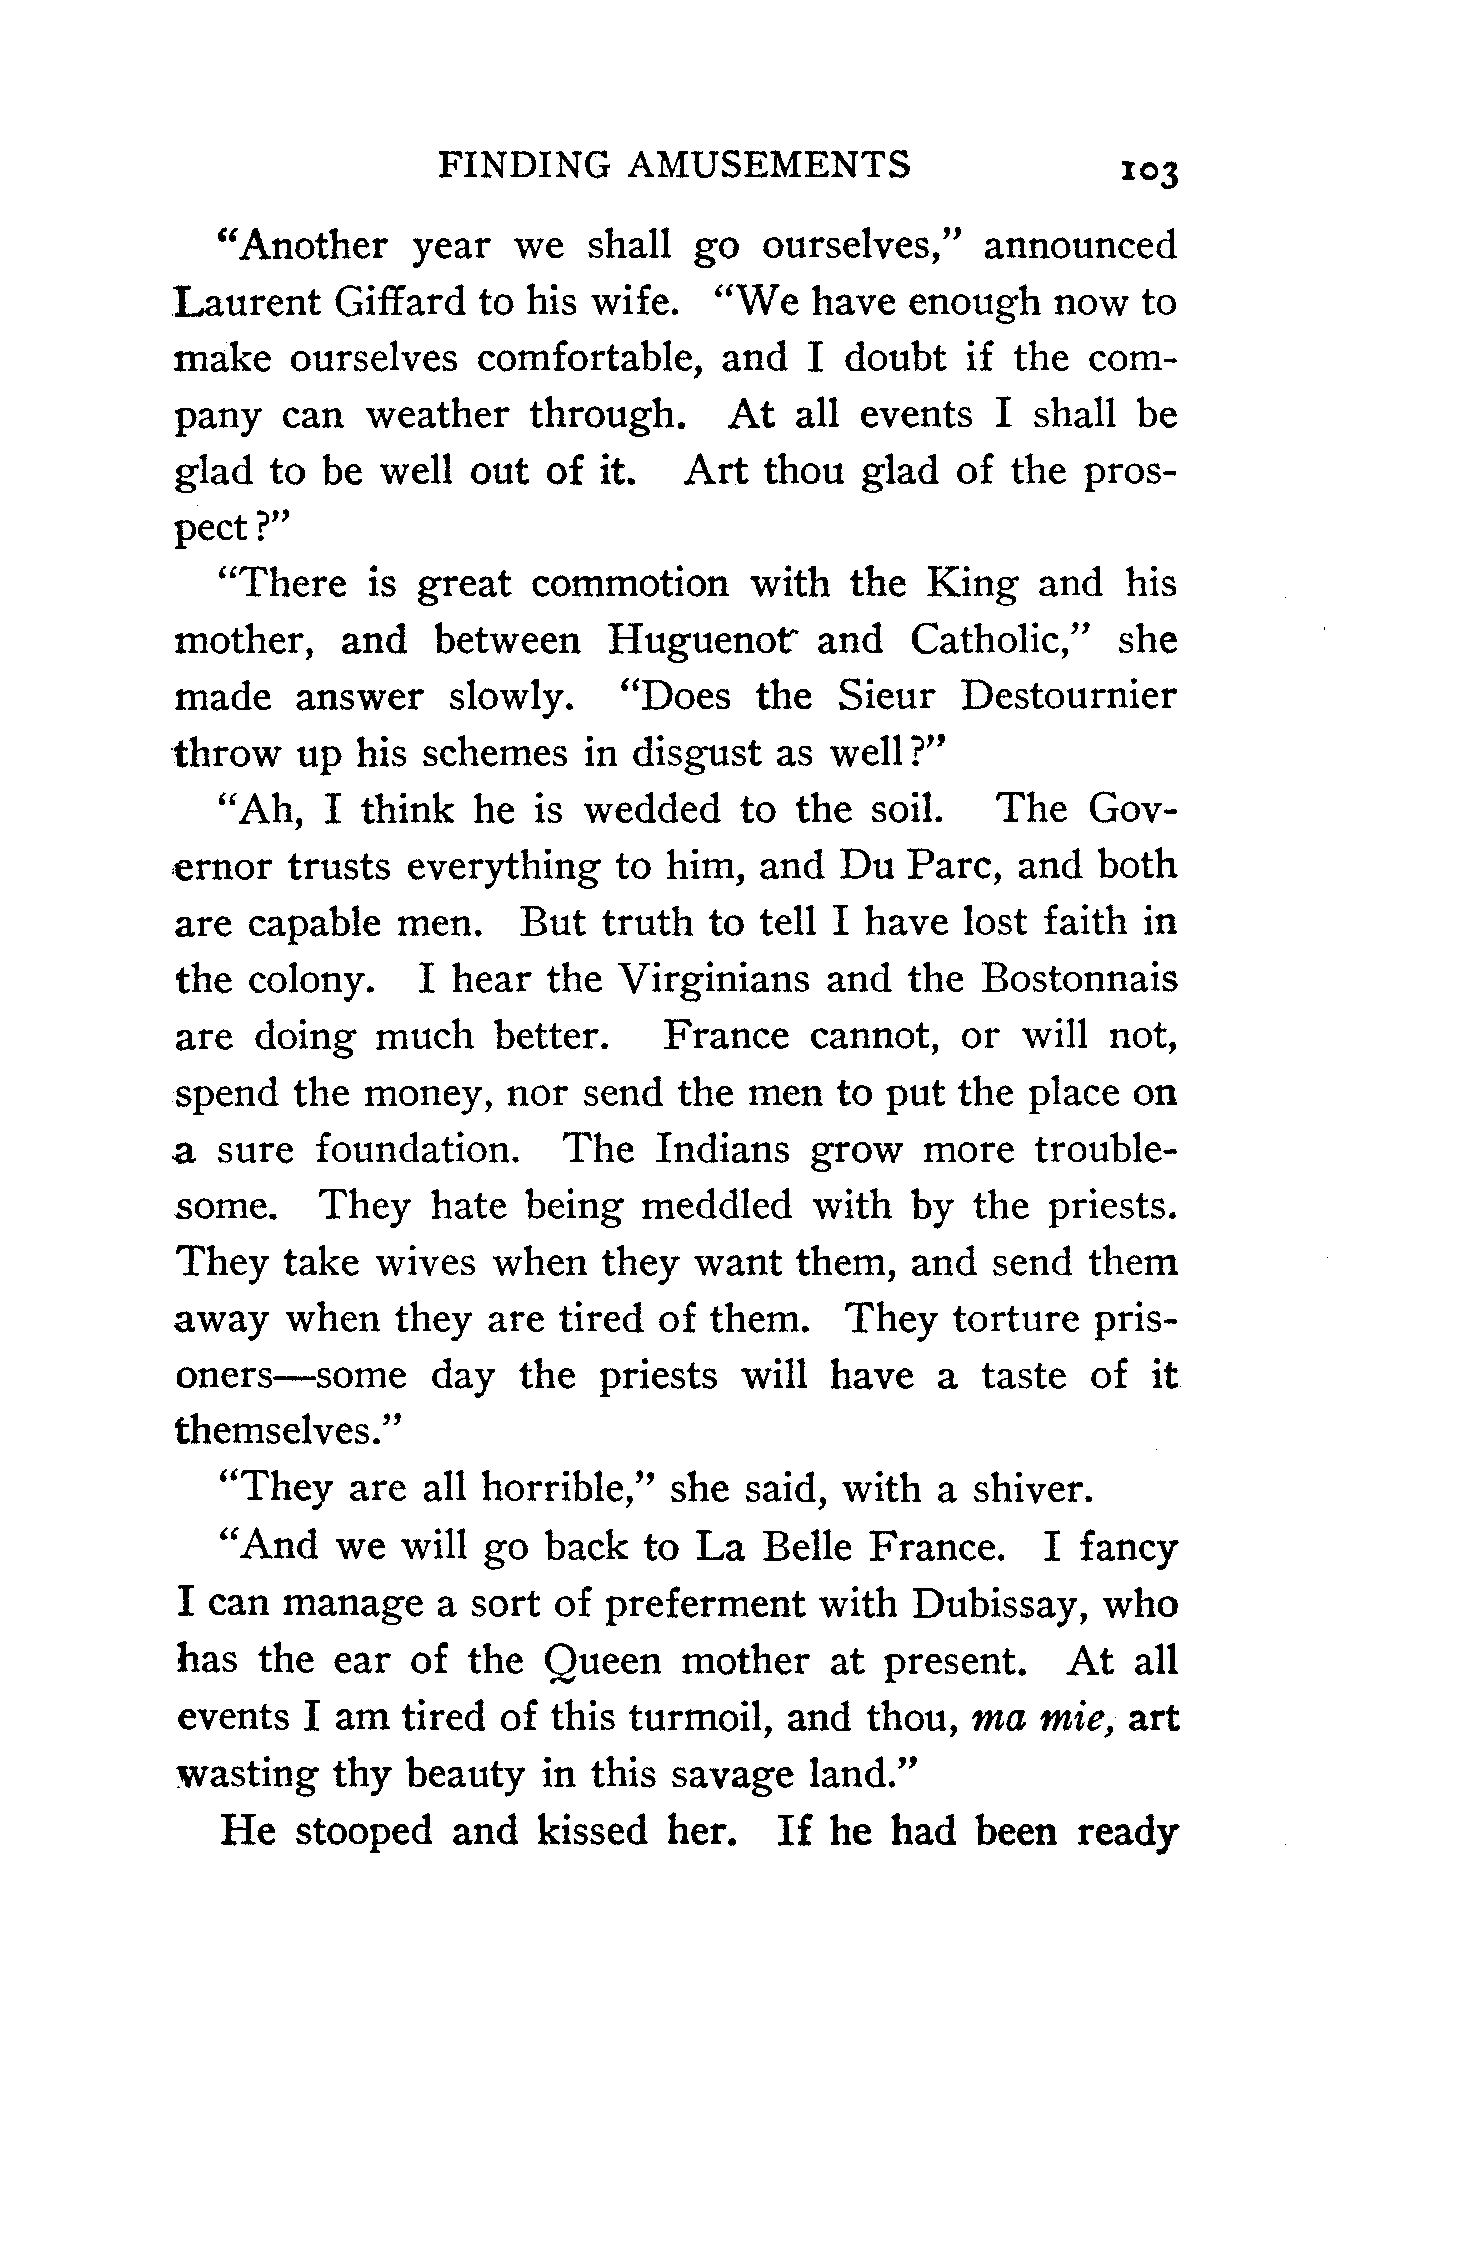 FINDING AMUSEMENTS 103
“Another year we shall go ourselves,” announced
Laurent Giffard to his wife. “We have enough now to
make ourselves comfortable, and I doubt if the com-
pany can weather through. At all events I shall be
glad to be well out of it. Art thou glad of the pros-
pect?”
“There is great commotion with the King and his
mother, and between Huguenot and Catholic,” she
made answer slowly. “Does the Sieur Destournier
throw up his schemes in disgust as well?”
“Ah, I think he is wedded to the soil. The Gov-
ernor trusts everything to him, and Du Parc, and both
are capable men. But truth to tell I have lost faith in
the colony. I hear the Virginians and the Bostonnais
are doing much better. France cannot, or will not,
spend the money, nor send the men to put the place on
a sure foundation. The Indians grow more trouble-
some. They hate being meddled with by the priests.
They take wives when they want them, and send them
away when they are tired of them. They torture pris-
oners—some day the priests will have a taste of it
themselves.”
“They are all horrible,” she said, with a shiver.
“And we will go back to La Belle France. I fancy
I can manage a sort of preferment with Dubissay, who
has the ear of the Queen mother at present. At all
events I am tired of this turmoil, and thou, ma mie, art
wasting thy beauty in this savage land.”
He stooped and kissed her. If he had been ready